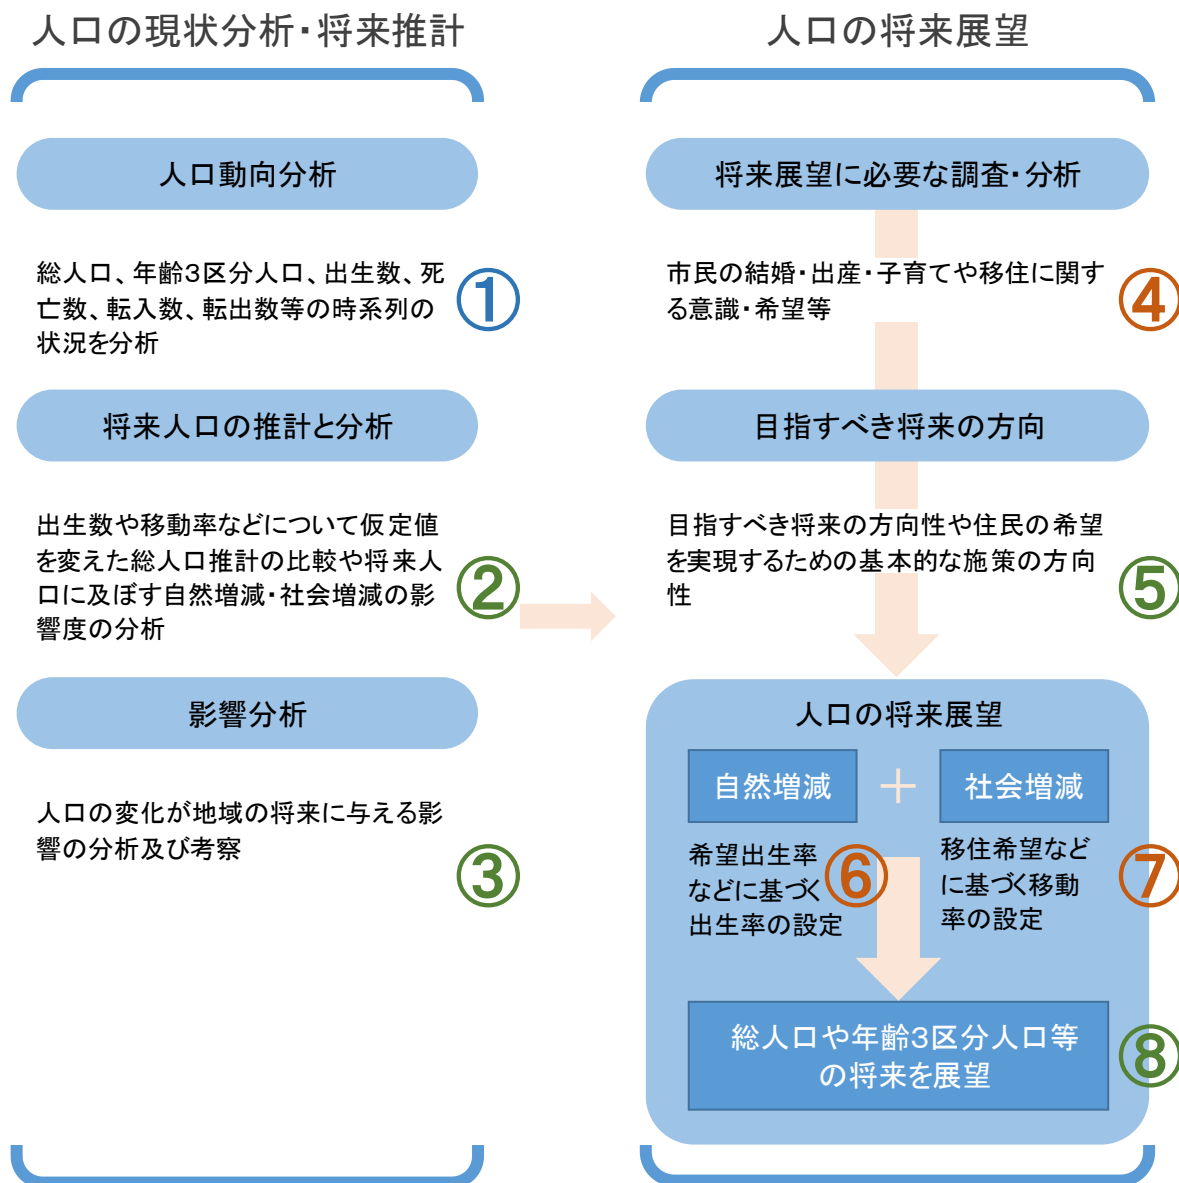 人口の現状分析・将来推計
人口動向分析
総人口、年齢3区分人口、出生数、死
亡数、転入数、転出数等の時系列の
状況を分析
①
将来人口の推計と分析
出生数や移動率などについて仮定値
を変えた総人口推計の比較や将来人
口に及ぼす自然増減・社会増減の影
響度の分析
②
影響分析
人口の変化が地域の将来に与える影
響の分析及び考察
③
人口の将来展望
将来展望に必要な調査・分析
市民の結婚・出産・子育てや移住に関す
る意識・希望等
④
目指すべき将来の方向
目指すべき将来の方向性や住民の希望
を実現するための基本的な施策の方向
性
⑤
人口の将来展望
自然増減
＋
社会増減
希望出生率
などに基づく
出生率の設定
⑥
移住希望など
に基づく移動
率の設定
⑦
総人口や年齢3区分人口等
の将来を展望
⑧